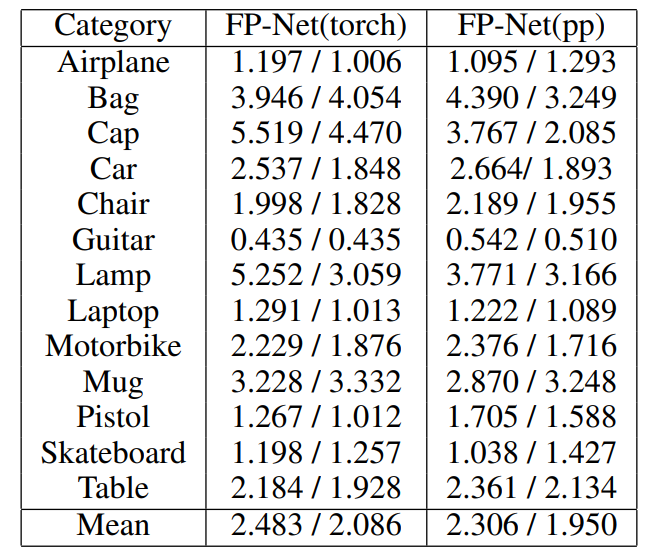 Category FP-Net(torch) FP-Net(pp)
Airplane 1.197 / 1.006 1.095 / 1.293
Bag 3.946 / 4.054 4.390 / 3.249
Cap 5.519 / 4.470 3.767 / 2.085
Car 2.537 / 1.848 2.664/ 1.893
Chair 1.998 / 1.828 2.189 / 1.955
Guitar 0.435 / 0.435 0.542 / 0.510
Lamp 5.252 / 3.059 3.771 / 3.166
Laptop 1.291 / 1.013 1.222 / 1.089
Motorbike 2.229 / 1.876 2.376 / 1.716
Mug 3.228 / 3.332 2.870 / 3.248
Pistol 1.267 / 1.012 1.705 / 1.588
Skateboard 1.198 / 1.257 1.038 / 1.427
Table 2.184 / 1.928 2.361 / 2.134
Mean 2.483 / 2.086 2.306 / 1.950